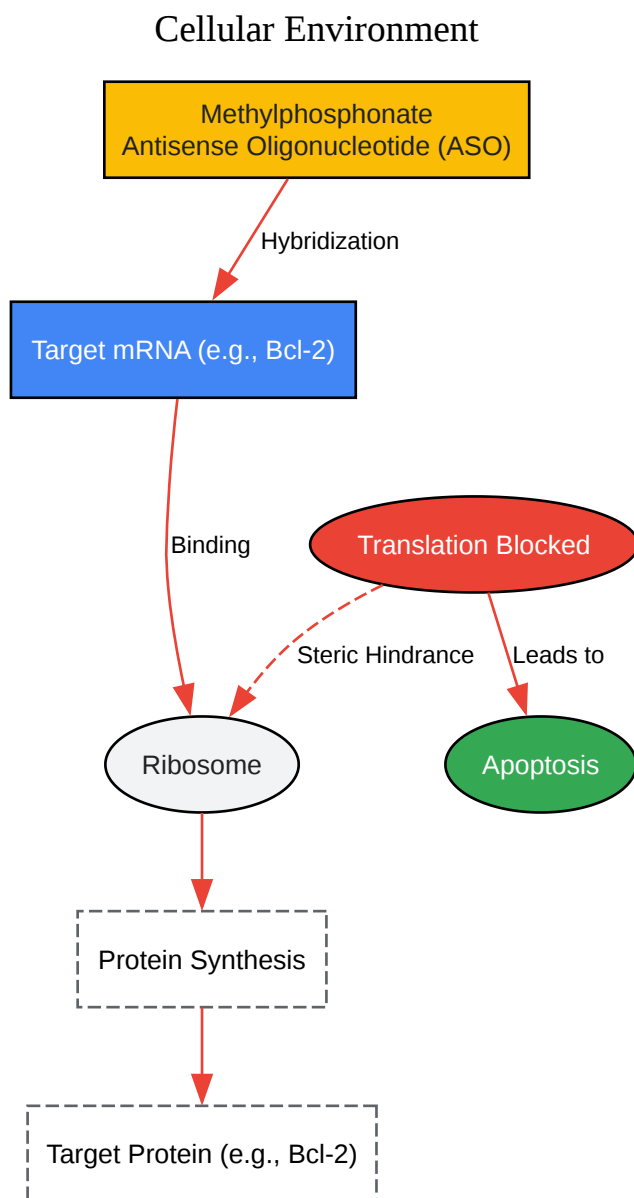 Cellular Environment
Methylphosphonate
Antisense Oligonucleotide (ASO)
Hybridization
Target mRNA (e.g., Bcl-2)
Binding
Translation Blocked
Steric Hindrance
Leads to
Ribosome
Apoptosis
Protein Synthesis
Target Protein (e.g., Bcl-2)